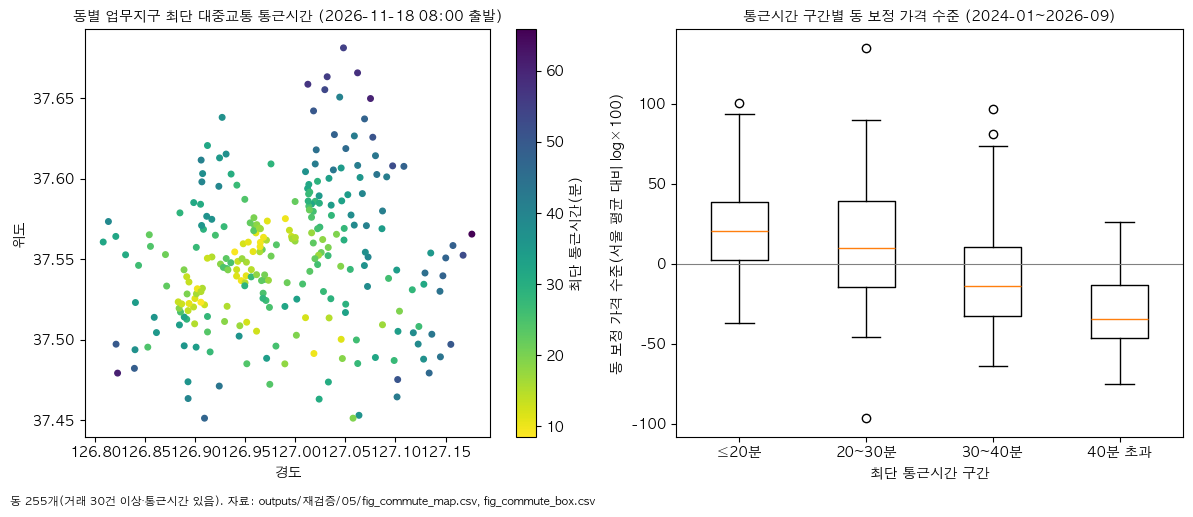 동별 업무지구 최단 대중교통 통근시간 (2026-11-18 08:00 출발)
37.65
37.60
37.55
37.50
37.45
위도
126.80
126.85
126.90
126.95
127.00
127.05
127.10
127.15
경도
60
50
40
30
20
10
최단 통근시간(분)
통근시간 구간별 동 보정 가격 수준 (2024-01~2026-09)
100
50
0
-50
-100
동 보정 가격 수준(서울 평균 대비 log×100)
≤20분
20~30분
30~40분
40분 초과
최단 통근시간 구간
동 255개(거래 30건 이상·통근시간 있음). 자료: outputs/재검증/05/fig_commute_map.csv, fig_commute_box.csv